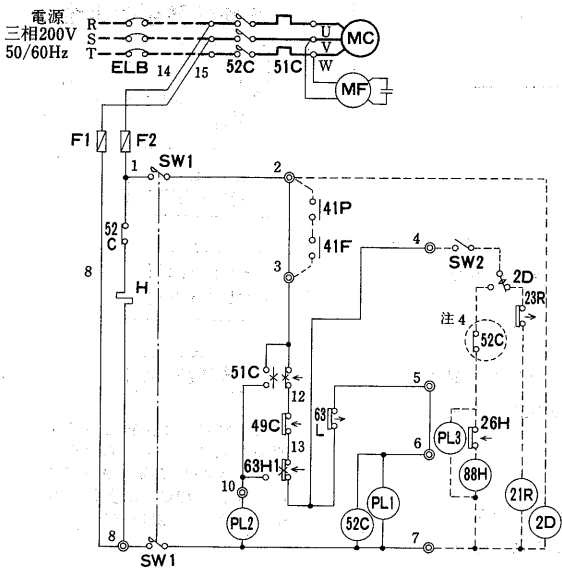 電源
三相200V
50/60Hz
R
S
T
ELB
14
15
52C
51C
U
V
W
MC
MF
F1
F2
1
SW1
2
41P
41F
3
52
C
8
H
4
SW2
2D
23R
注4
52C
51C
12
63
L
5
49C
13
6
PL3
26H
63H1
88H
10
PL2
52C
PL1
21R
2D
8
SW1
7